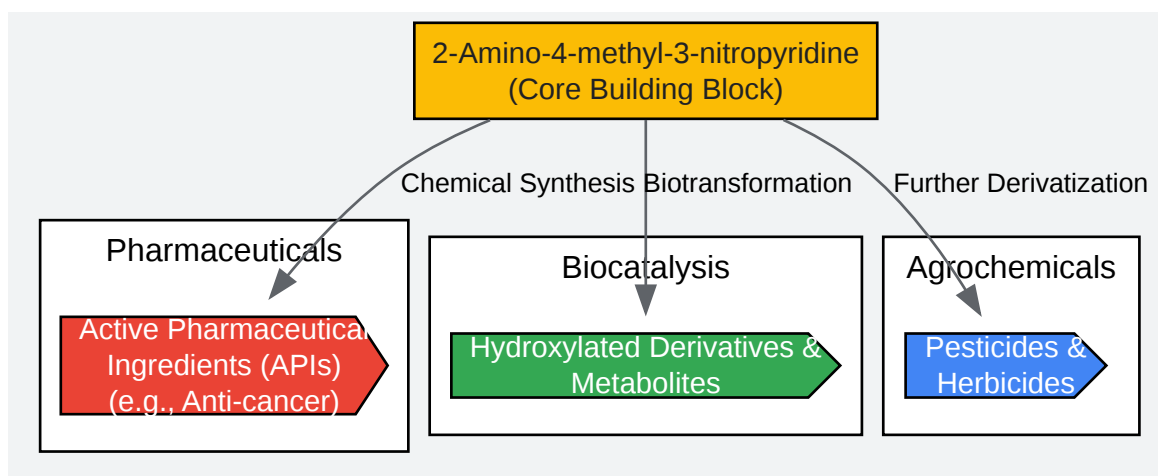 2-Amino-4-methyl-3-nitropyridine
(Core Building Block)
Chemical Synthesis
Biotransformation
Further Derivatization
Pharmaceuticals
Biocatalysis
Agrochemicals
Active Pharmaceutical
Ingredients (APIs)
(e.g., Anti-cancer)
Hydroxylated Derivatives &
Metabolites
Pesticides &
Herbicides